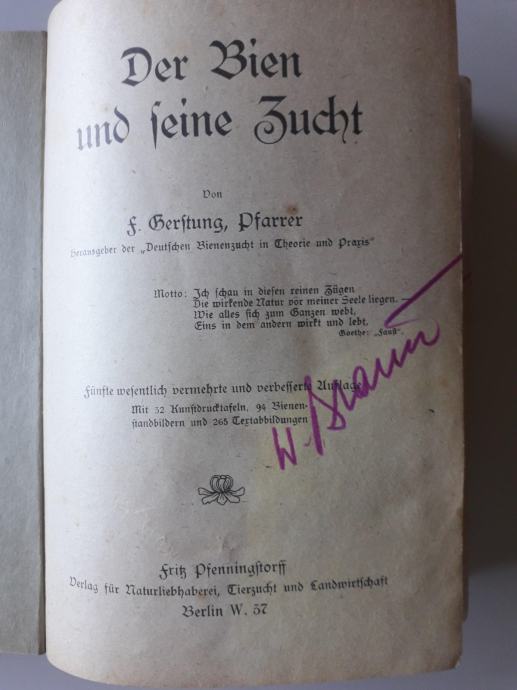 Der Bien
und seine Zucht
Von
F. Gerstung, Pfarrer
Herausgeber der „Deutschen Bienenzucht in Theorie und Praxis“
Motto: Ich schau in diesen reinen Zügen
Die wirkende Natur vor meiner Seele liegen. —
Wie alles sich zum Ganzen webt,
Eins in dem andern wirkt und lebt.
Goethe: „Faust“.
Fünfte wesentlich vermehrte und verbesserte Auflage
Mit 32 Kunstdrucktafeln, 94 Bienen-
standbildern und 265 Textabbildungen
W. Braun
Fritz Pfenningstorff
Verlag für Naturliebhaberei, Tierzucht und Landwirtschaft
Berlin W. 57